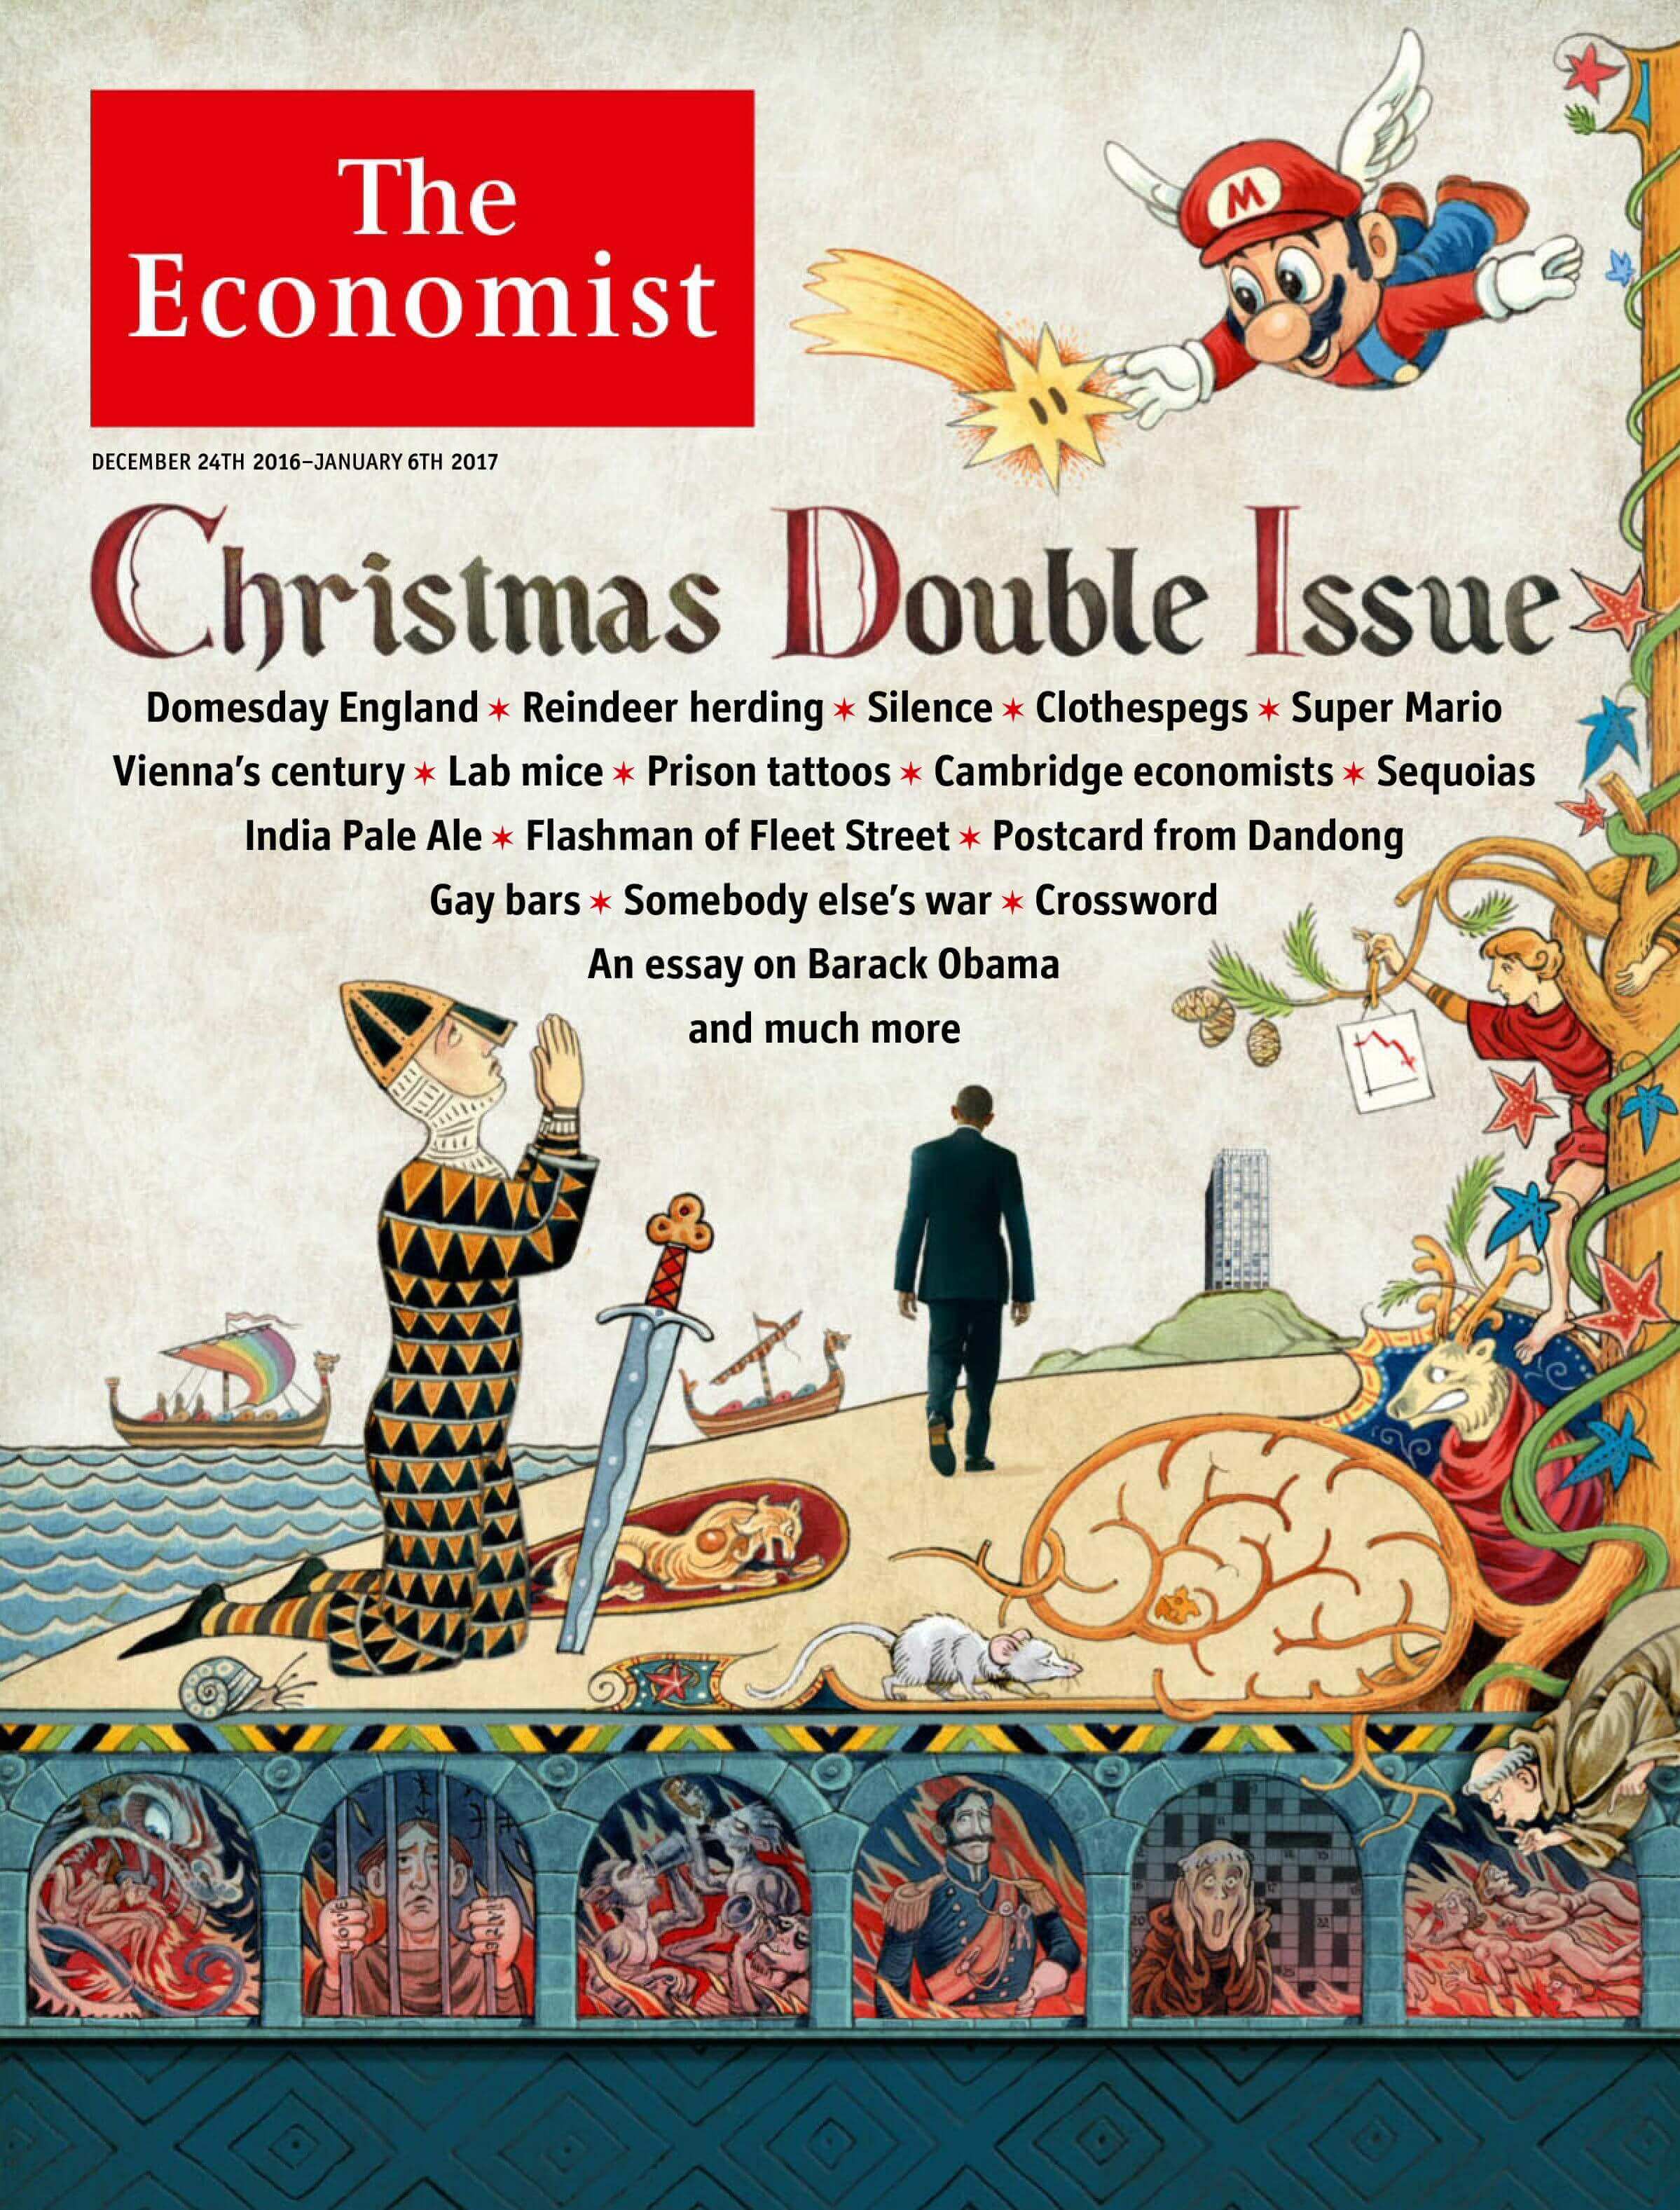 The
Economist
M
DECEMBER 24TH 2016–JANUARY 6TH 2017
Christmas Double Issue
Domesday England ✶ Reindeer herding ✶ Silence ✶ Clothespegs ✶ Super Mario
Vienna's century ✶ Lab mice ✶ Prison tattoos ✶ Cambridge economists ✶ Sequoias
India Pale Ale ✶ Flashman of Fleet Street ✶ Postcard from Dandong
Gay bars ✶ Somebody else's war ✶ Crossword
An essay on Barack Obama
and much more
LOVE
HATE